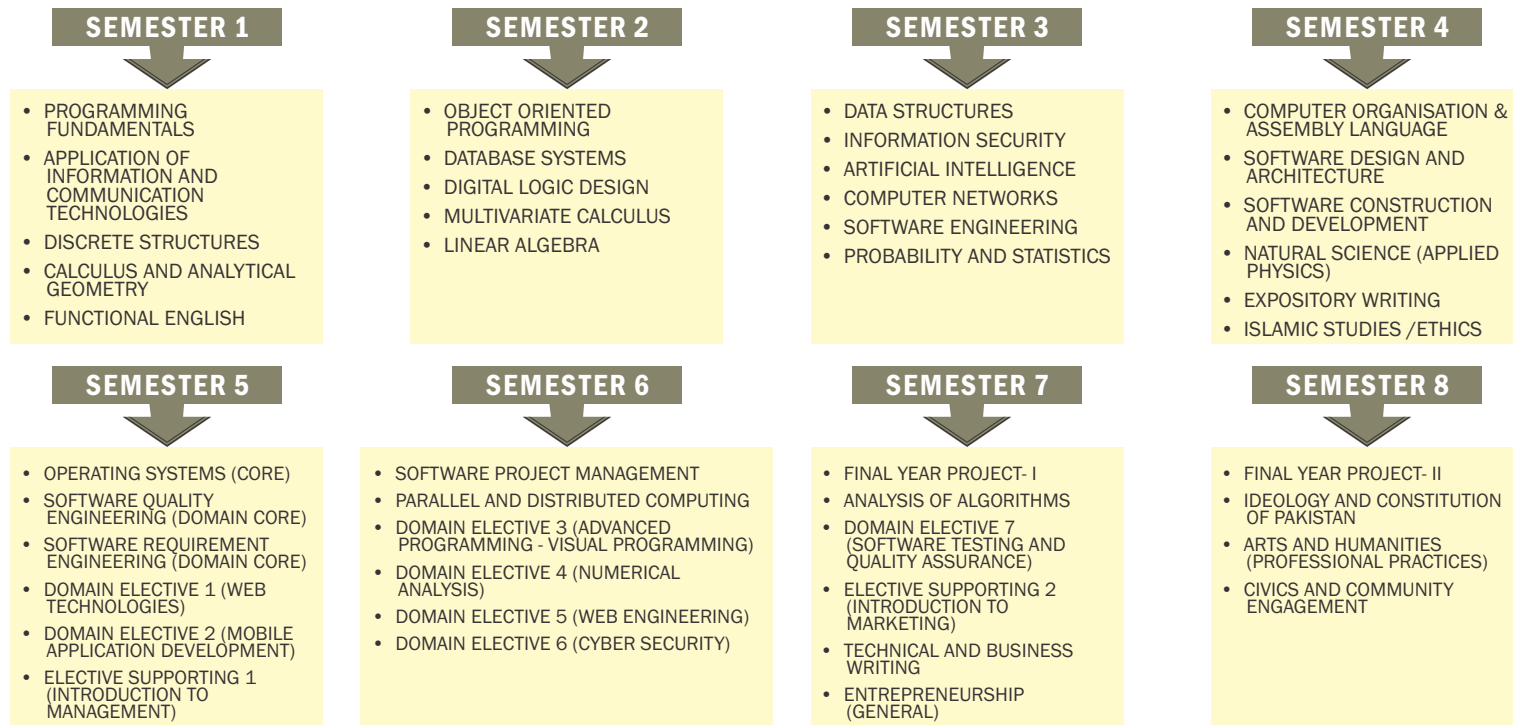 SEMESTER 1
• PROGRAMMING
FUNDAMENTALS
• APPLICATION OF
INFORMATION AND
COMMUNICATION
TECHNOLOGIES
• DISCRETE STRUCTURES
• CALCULUS AND ANALYTICAL
GEOMETRY
• FUNCTIONAL ENGLISH
SEMESTER 2
• OBJECT ORIENTED
PROGRAMMING
• DATABASE SYSTEMS
• DIGITAL LOGIC DESIGN
• MULTIVARIATE CALCULUS
• LINEAR ALGEBRA
SEMESTER 3
• DATA STRUCTURES
• INFORMATION SECURITY
• ARTIFICIAL INTELLIGENCE
• COMPUTER NETWORKS
• SOFTWARE ENGINEERING
• PROBABILITY AND STATISTICS
SEMESTER 4
• COMPUTER ORGANISATION &
ASSEMBLY LANGUAGE
• SOFTWARE DESIGN AND
ARCHITECTURE
• SOFTWARE CONSTRUCTION
AND DEVELOPMENT
• NATURAL SCIENCE (APPLIED
PHYSICS)
• EXPOSITORY WRITING
• ISLAMIC STUDIES /ETHICS
SEMESTER 5
• OPERATING SYSTEMS (CORE)
• SOFTWARE QUALITY
ENGINEERING (DOMAIN CORE)
• SOFTWARE REQUIREMENT
ENGINEERING (DOMAIN CORE)
• DOMAIN ELECTIVE 1 (WEB
TECHNOLOGIES)
• DOMAIN ELECTIVE 2 (MOBILE
APPLICATION DEVELOPMENT)
• ELECTIVE SUPPORTING 1
(INTRODUCTION TO
MANAGEMENT)
SEMESTER 6
• SOFTWARE PROJECT MANAGEMENT
• PARALLEL AND DISTRIBUTED COMPUTING
• DOMAIN ELECTIVE 3 (ADVANCED
PROGRAMMING - VISUAL PROGRAMMING)
• DOMAIN ELECTIVE 4 (NUMERICAL
ANALYSIS)
• DOMAIN ELECTIVE 5 (WEB ENGINEERING)
• DOMAIN ELECTIVE 6 (CYBER SECURITY)
SEMESTER 7
• FINAL YEAR PROJECT- I
• ANALYSIS OF ALGORITHMS
• DOMAIN ELECTIVE 7
(SOFTWARE TESTING AND
QUALITY ASSURANCE)
• ELECTIVE SUPPORTING 2
(INTRODUCTION TO
MARKETING)
• TECHNICAL AND BUSINESS
WRITING
• ENTREPRENEURSHIP
(GENERAL)
SEMESTER 8
• FINAL YEAR PROJECT- II
• IDEOLOGY AND CONSTITUTION
OF PAKISTAN
• ARTS AND HUMANITIES
(PROFESSIONAL PRACTICES)
• CIVICS AND COMMUNITY
ENGAGEMENT